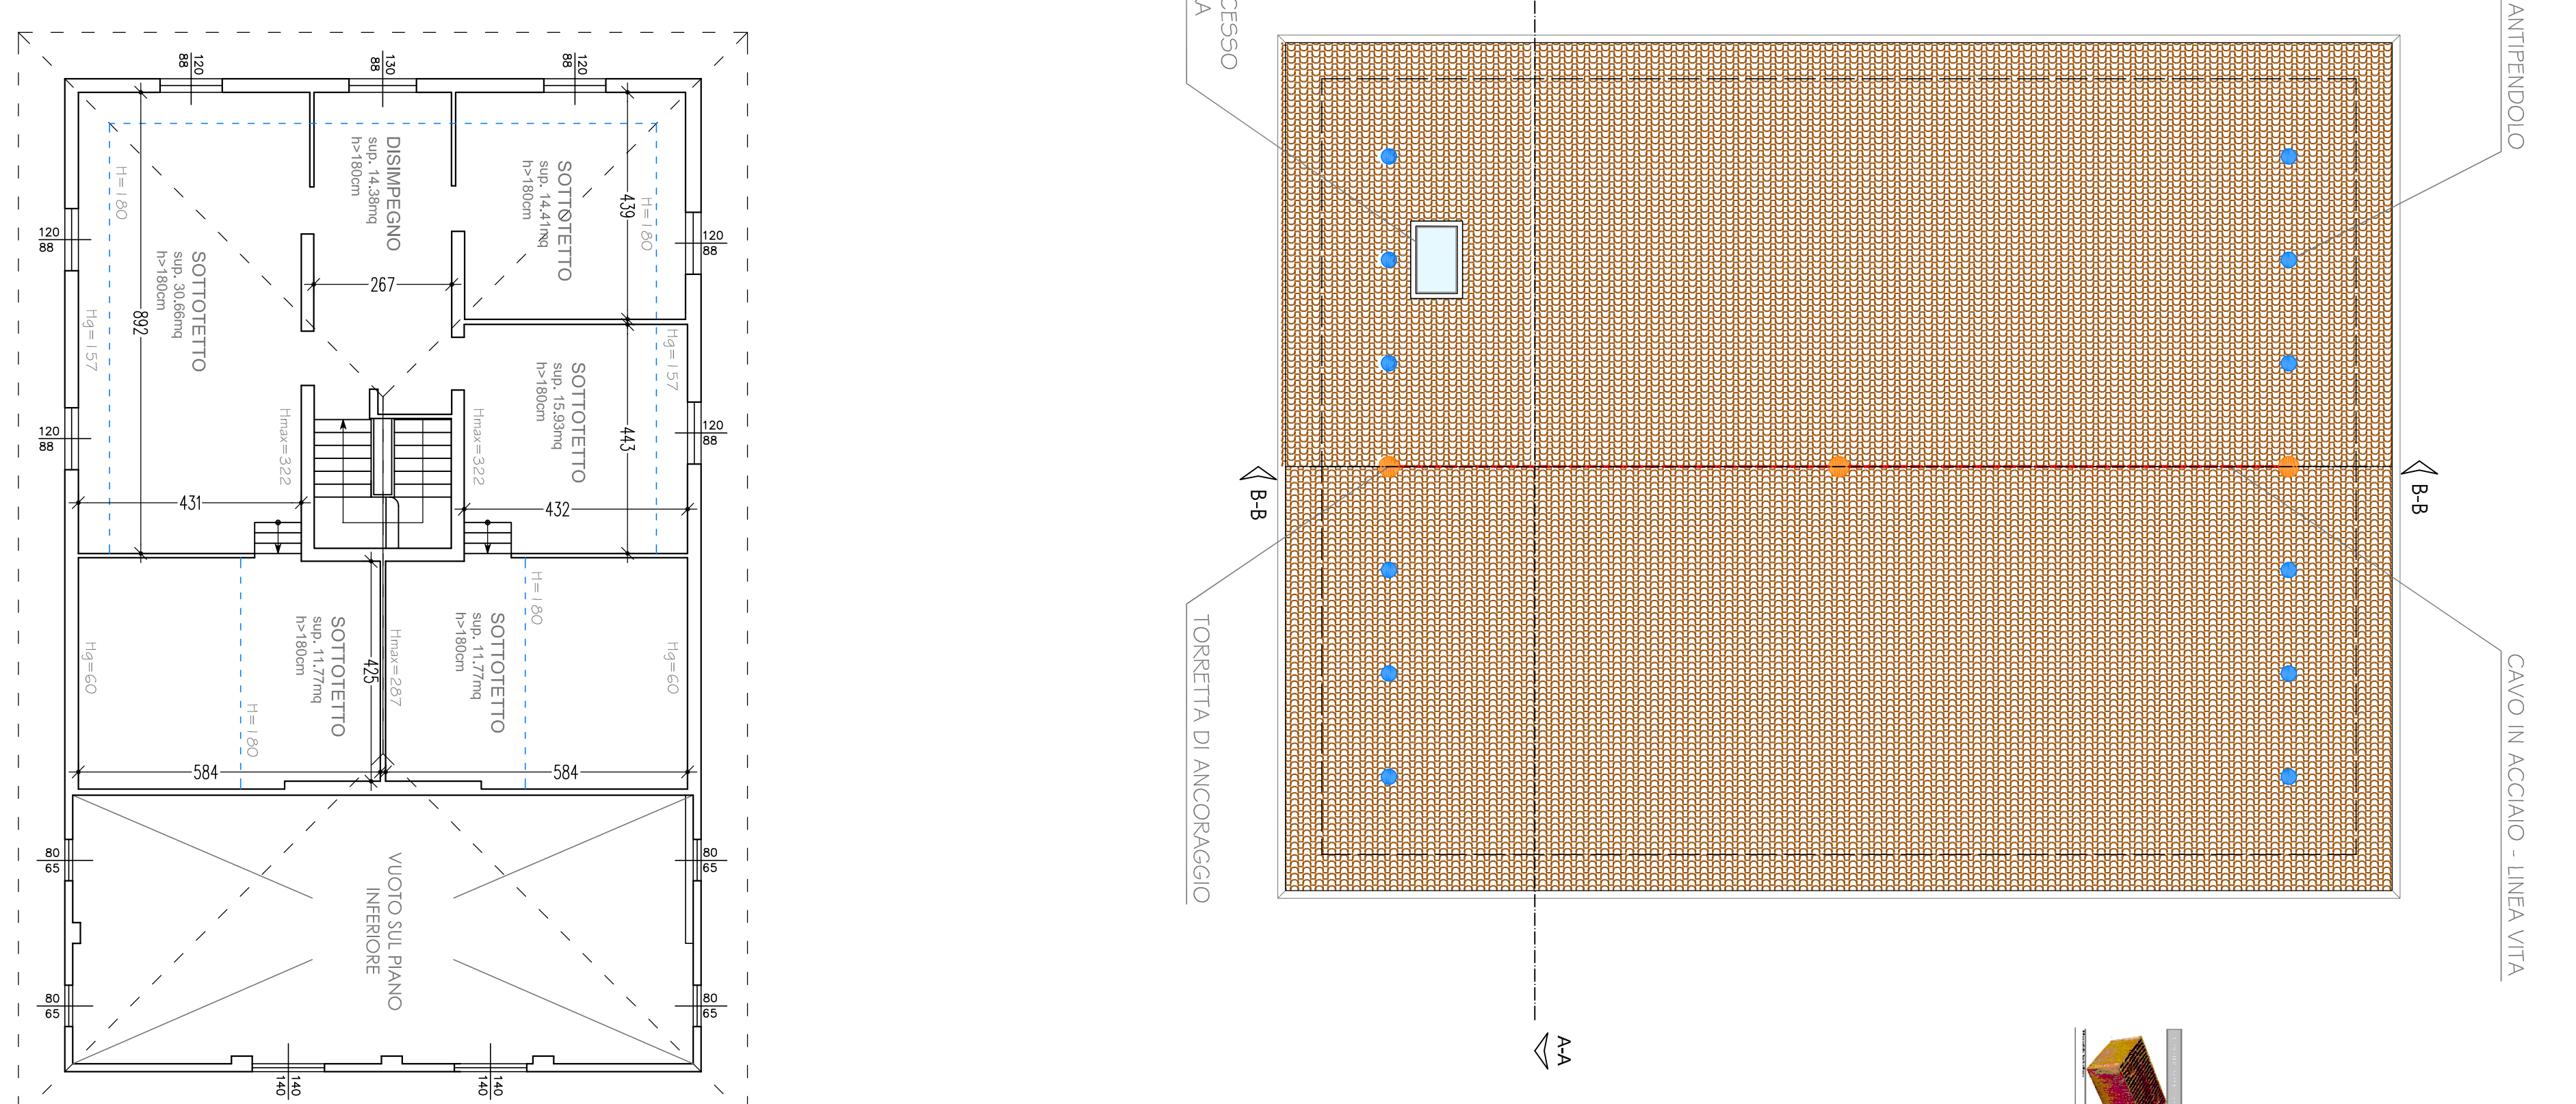 120
88
130
88
120
88
DISIMPEGNO
sup. 14.38mq
h>180cm
SOTTOTETTO
sup. 14.41mq
h>180cm
439
H=180
H=180
120
88
120
88
SOTTOTETTO
sup. 30.66mq
h>180cm
892
267
Hg=157
Hg=157
SOTTOTETTO
sup. 15.93mq
h>180cm
443
Hmax=322
Hmax=322
120
88
120
88
431
432
H=180
Hg=60
SOTTOTETTO
sup. 11.77mq
h>180cm
425
Hmax=287
SOTTOTETTO
sup. 11.77mq
h>180cm
Hg=60
H=180
584
584
VUOTO SUL PIANO
INFERIORE
80
65
80
65
80
65
80
65
140
140
140
140
CESSO
A
ANTIPENDOLO
B-B
B-B
TORRETTA DI ANCORAGGIO
CAVO IN ACCIAIO - LINEA VITA
A-A